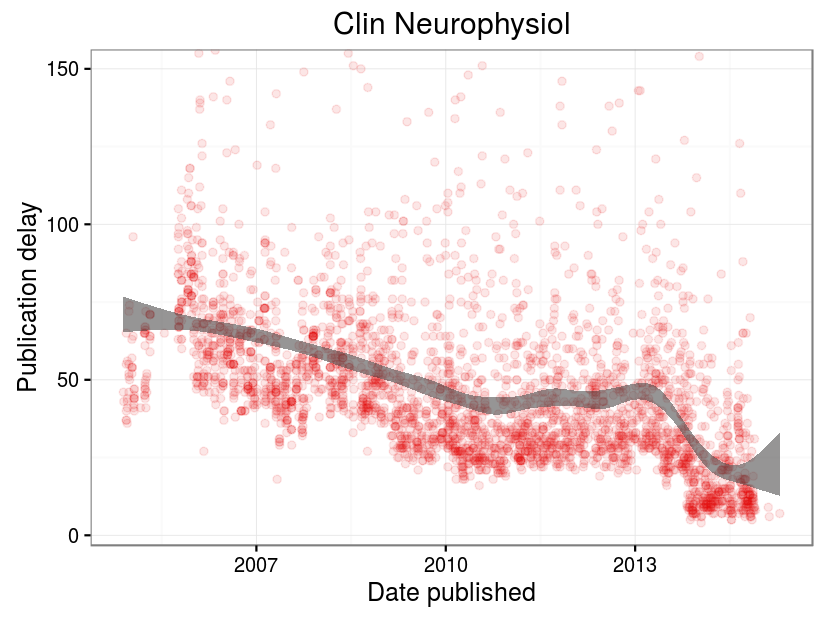 Clin Neurophysiol
Publication delay
150
100
50
0
2007 2010 2013
Date published